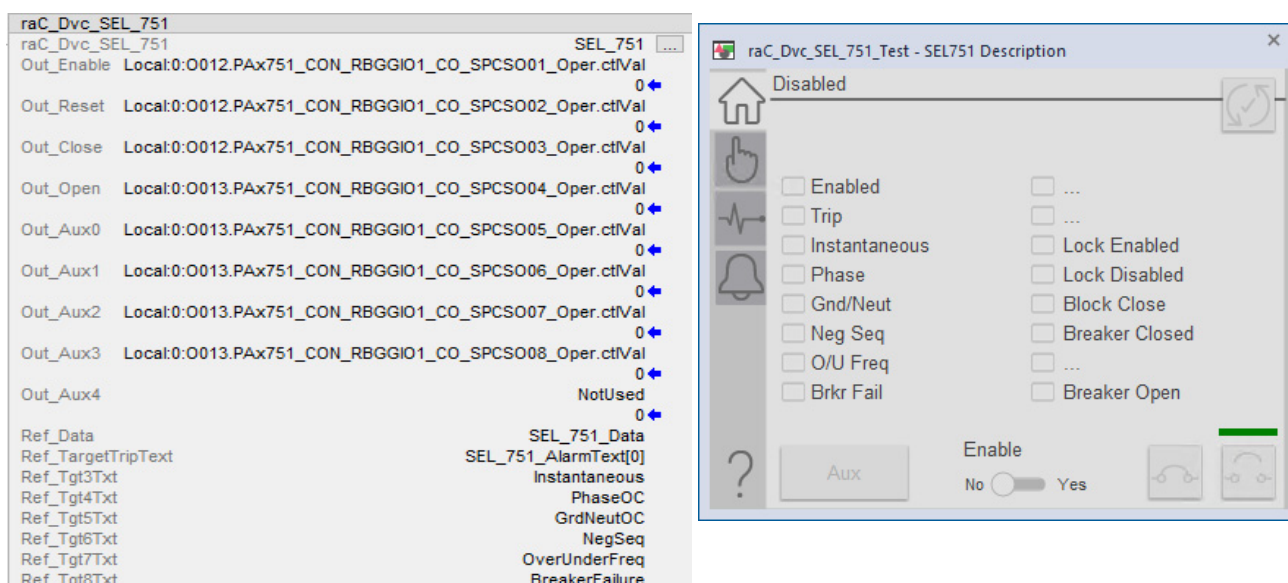 raC_Dvc_SEL_751
raC_Dvc_SEL_751 SEL_751 ...
Out_Enable Local:0:O012.PAx751_CON_RBGGIO1_CO_SPCSO01_Oper.ctlVal
0
Out_Reset Local:0:O012.PAx751_CON_RBGGIO1_CO_SPCSO02_Oper.ctlVal
0
Out_Close Local:0:O012.PAx751_CON_RBGGIO1_CO_SPCSO03_Oper.ctlVal
0
Out_Open Local:0:O013.PAx751_CON_RBGGIO1_CO_SPCSO04_Oper.ctlVal
0
Out_Aux0 Local:0:O013.PAx751_CON_RBGGIO1_CO_SPCSO05_Oper.ctlVal
0
Out_Aux1 Local:0:O013.PAx751_CON_RBGGIO1_CO_SPCSO06_Oper.ctlVal
0
Out_Aux2 Local:0:O013.PAx751_CON_RBGGIO1_CO_SPCSO07_Oper.ctlVal
0
Out_Aux3 Local:0:O013.PAx751_CON_RBGGIO1_CO_SPCSO08_Oper.ctlVal
0
Out_Aux4 NotUsed
0
Ref_Data SEL_751_Data
Ref_TargetTripText SEL_751_AlarmText[0]
Ref_Tgt3Txt Instantaneous
Ref_Tgt4Txt PhaseOC
Ref_Tgt5Txt GrdNeutOC
Ref_Tgt6Txt NegSeq
Ref_Tgt7Txt OverUnderFreq
Ref_Tgt8Txt BreakerFailure
raC_Dvc_SEL_751_Test - SEL751 Description
Disabled
Enabled ...
Trip ...
Instantaneous Lock Enabled
Phase Lock Disabled
Gnd/Neut Block Close
Neg Seq Breaker Closed
O/U Freq ...
Brkr Fail Breaker Open
?
Aux
Enable
No Yes